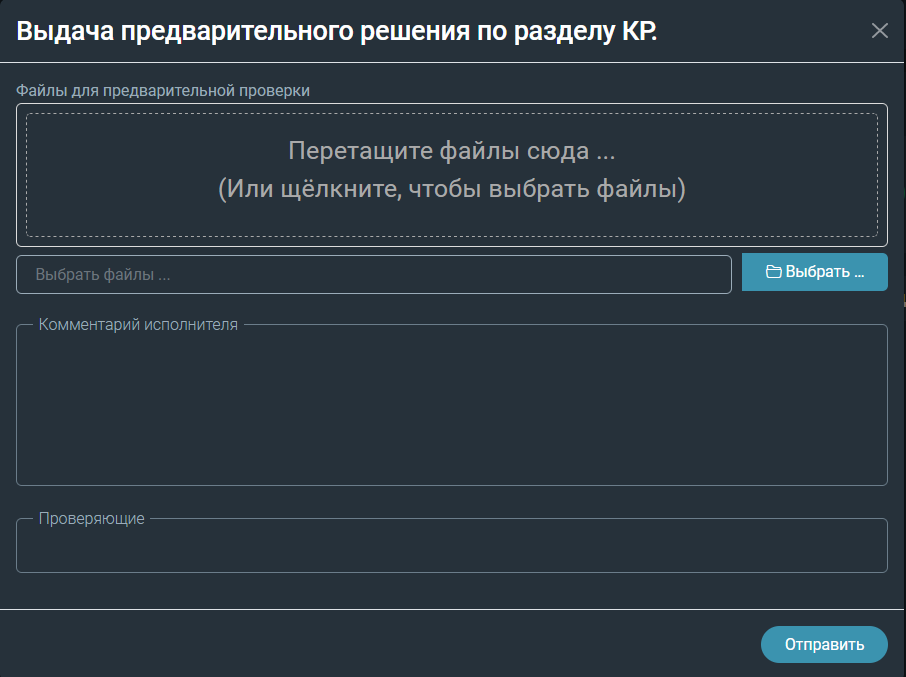 Выдача предварительного решения по разделу КР.
Файлы для предварительной проверки
Перетащите файлы сюда ...
(Или щёлкните, чтобы выбрать файлы)
Выбрать файлы ...
Выбрать ...
Комментарий исполнителя
Проверяющие
Отправить